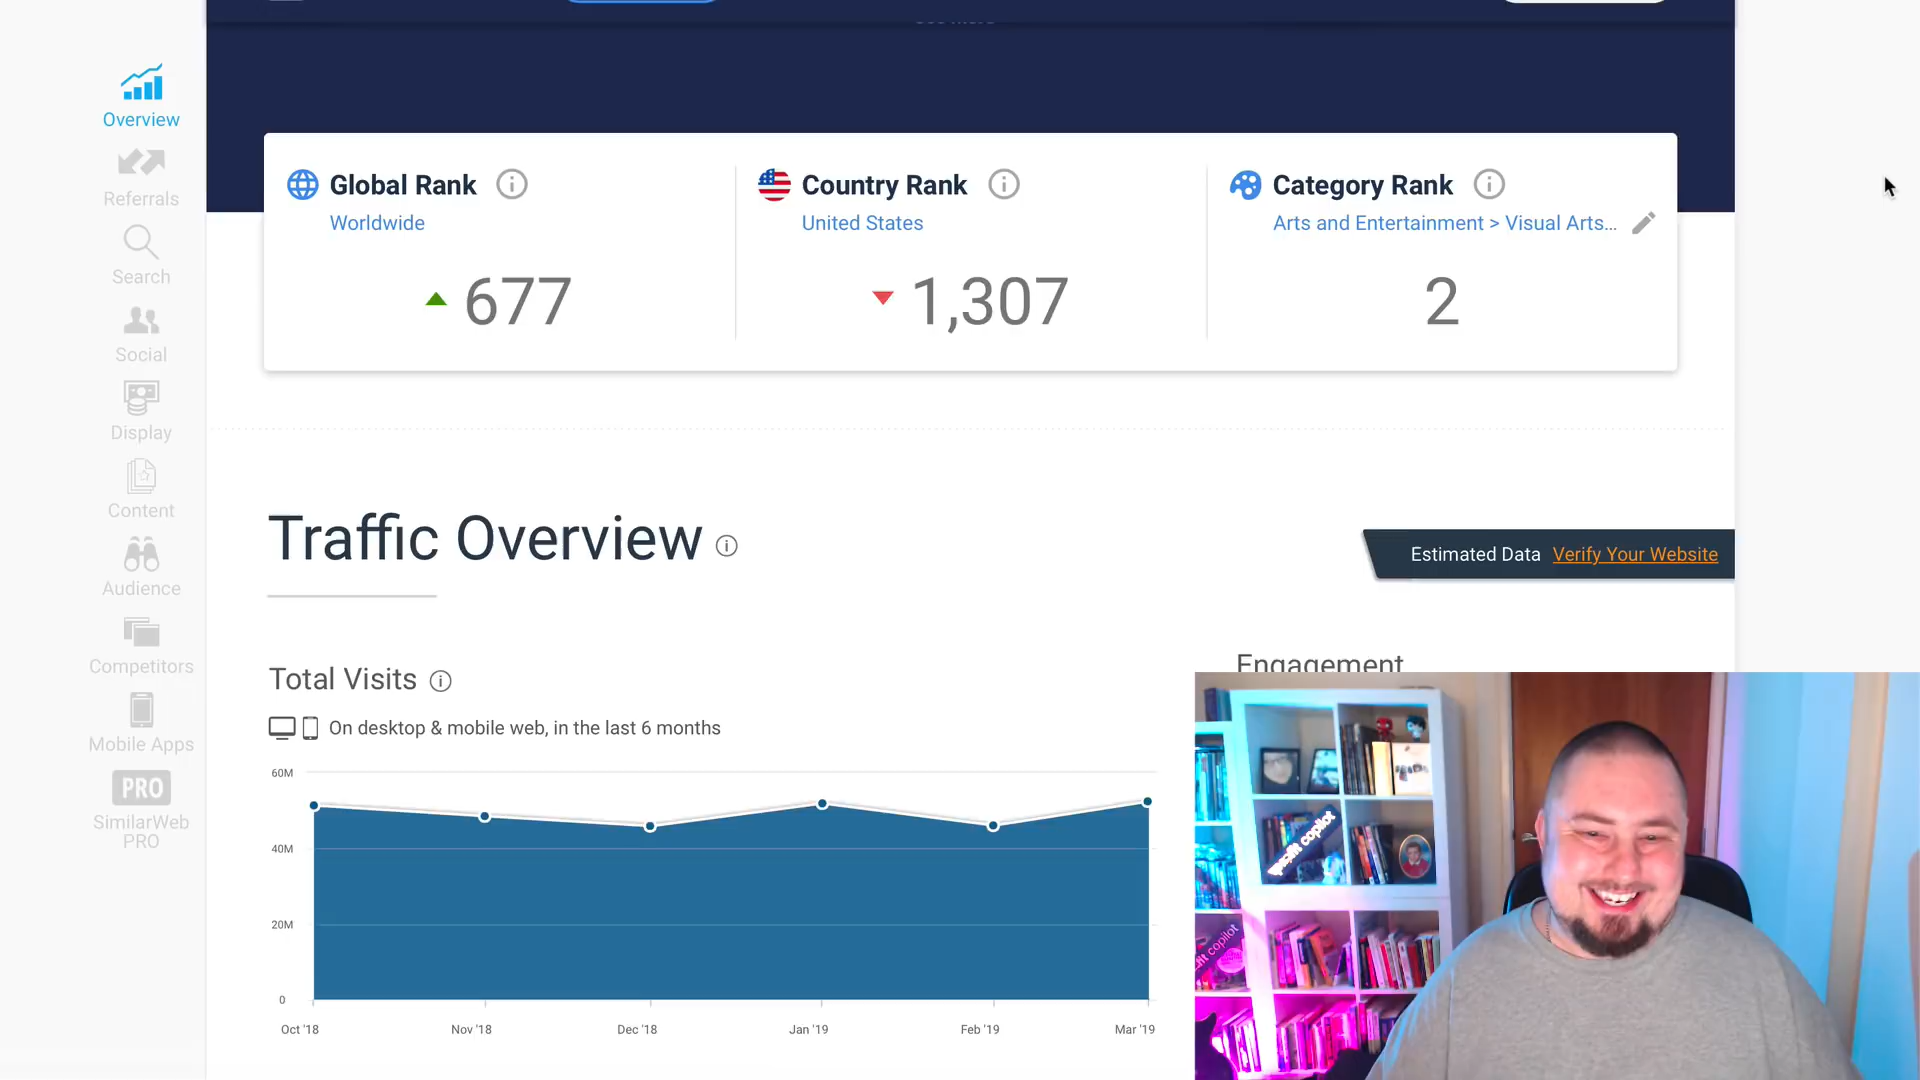 Overview
Referrals
Search
Social
Display
Content
Audience
Competitors
Mobile Apps
PRO
SimilarWeb
PRO
Global Rank
Worldwide
677
Country Rank
United States
1,307
Category Rank
Arts and Entertainment > Visual Arts...
2
Traffic Overview
Estimated Data Verify Your Website
Total Visits
On desktop & mobile web, in the last 6 months
Engagement
60M
40M
20M
0
Oct '18
Nov '18
Dec '18
Jan '19
Feb '19
Mar '19
copilot
copilot